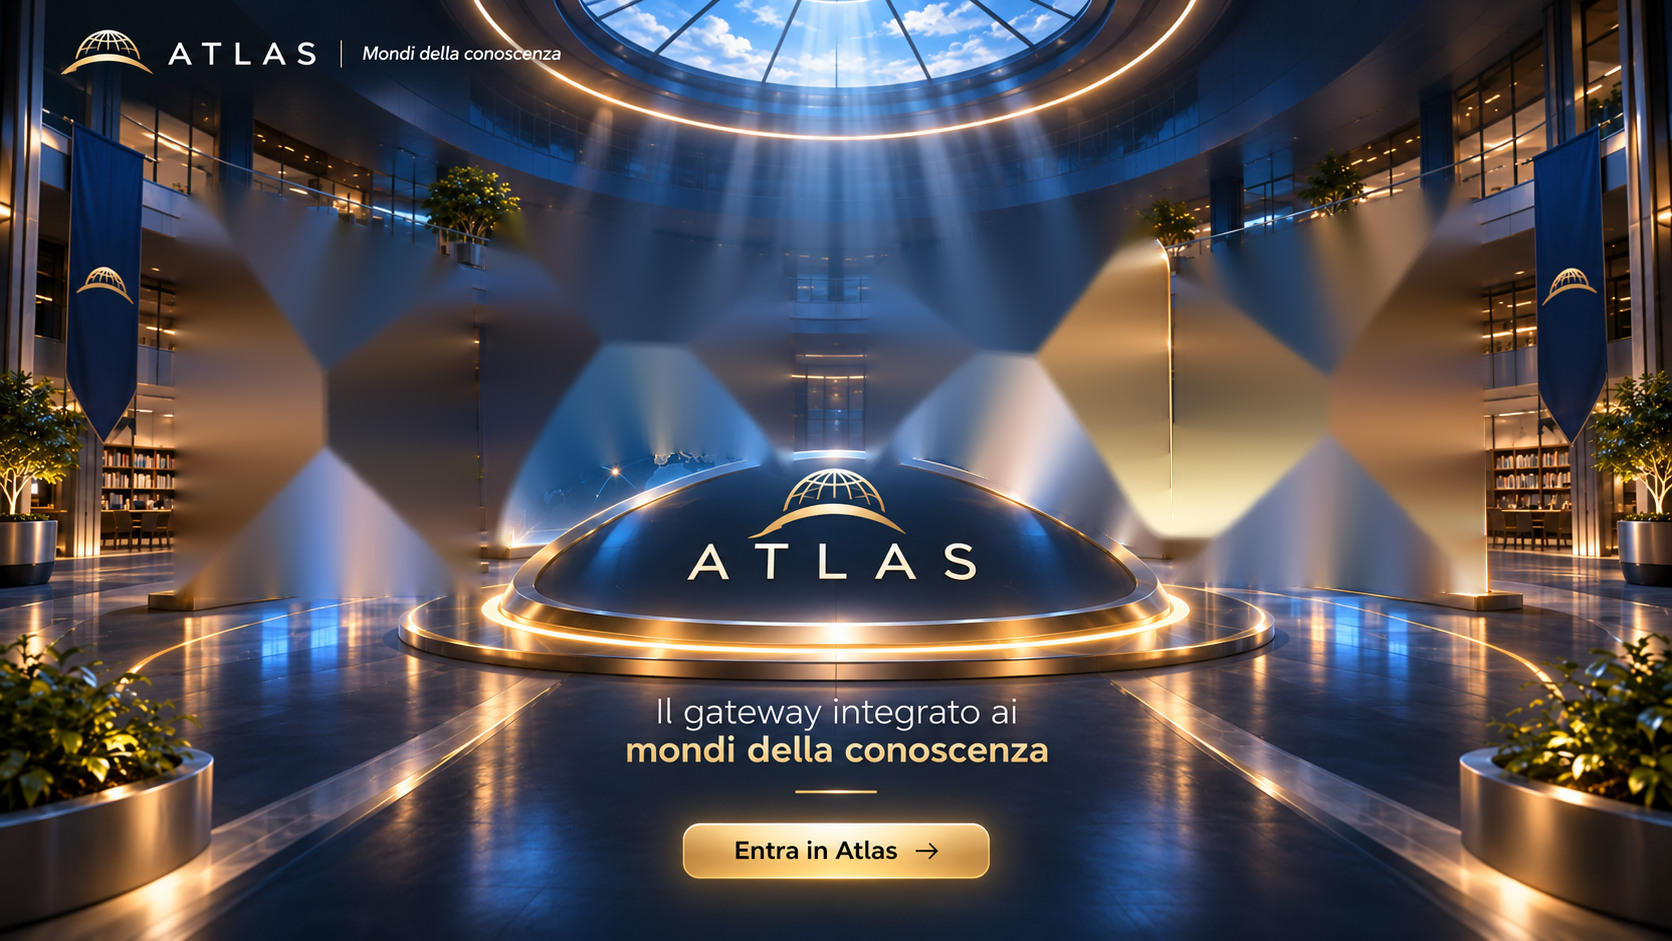 ATLAS | Mondi della conoscenza
ATLAS
Il gateway integrato ai
mondi della conoscenza
Entra in Atlas →